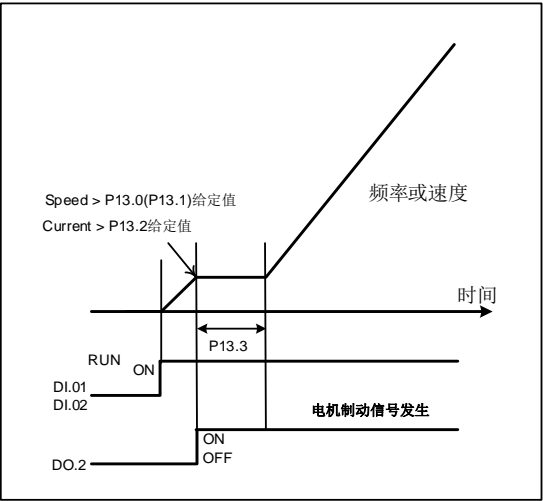 Speed > P13.0(P13.1)给定值
Current > P13.2给定值
频率或速度
时间
P13.3
RUN
ON
DI.01
DI.02
电机制动信号发生
ON
OFF
DO.2